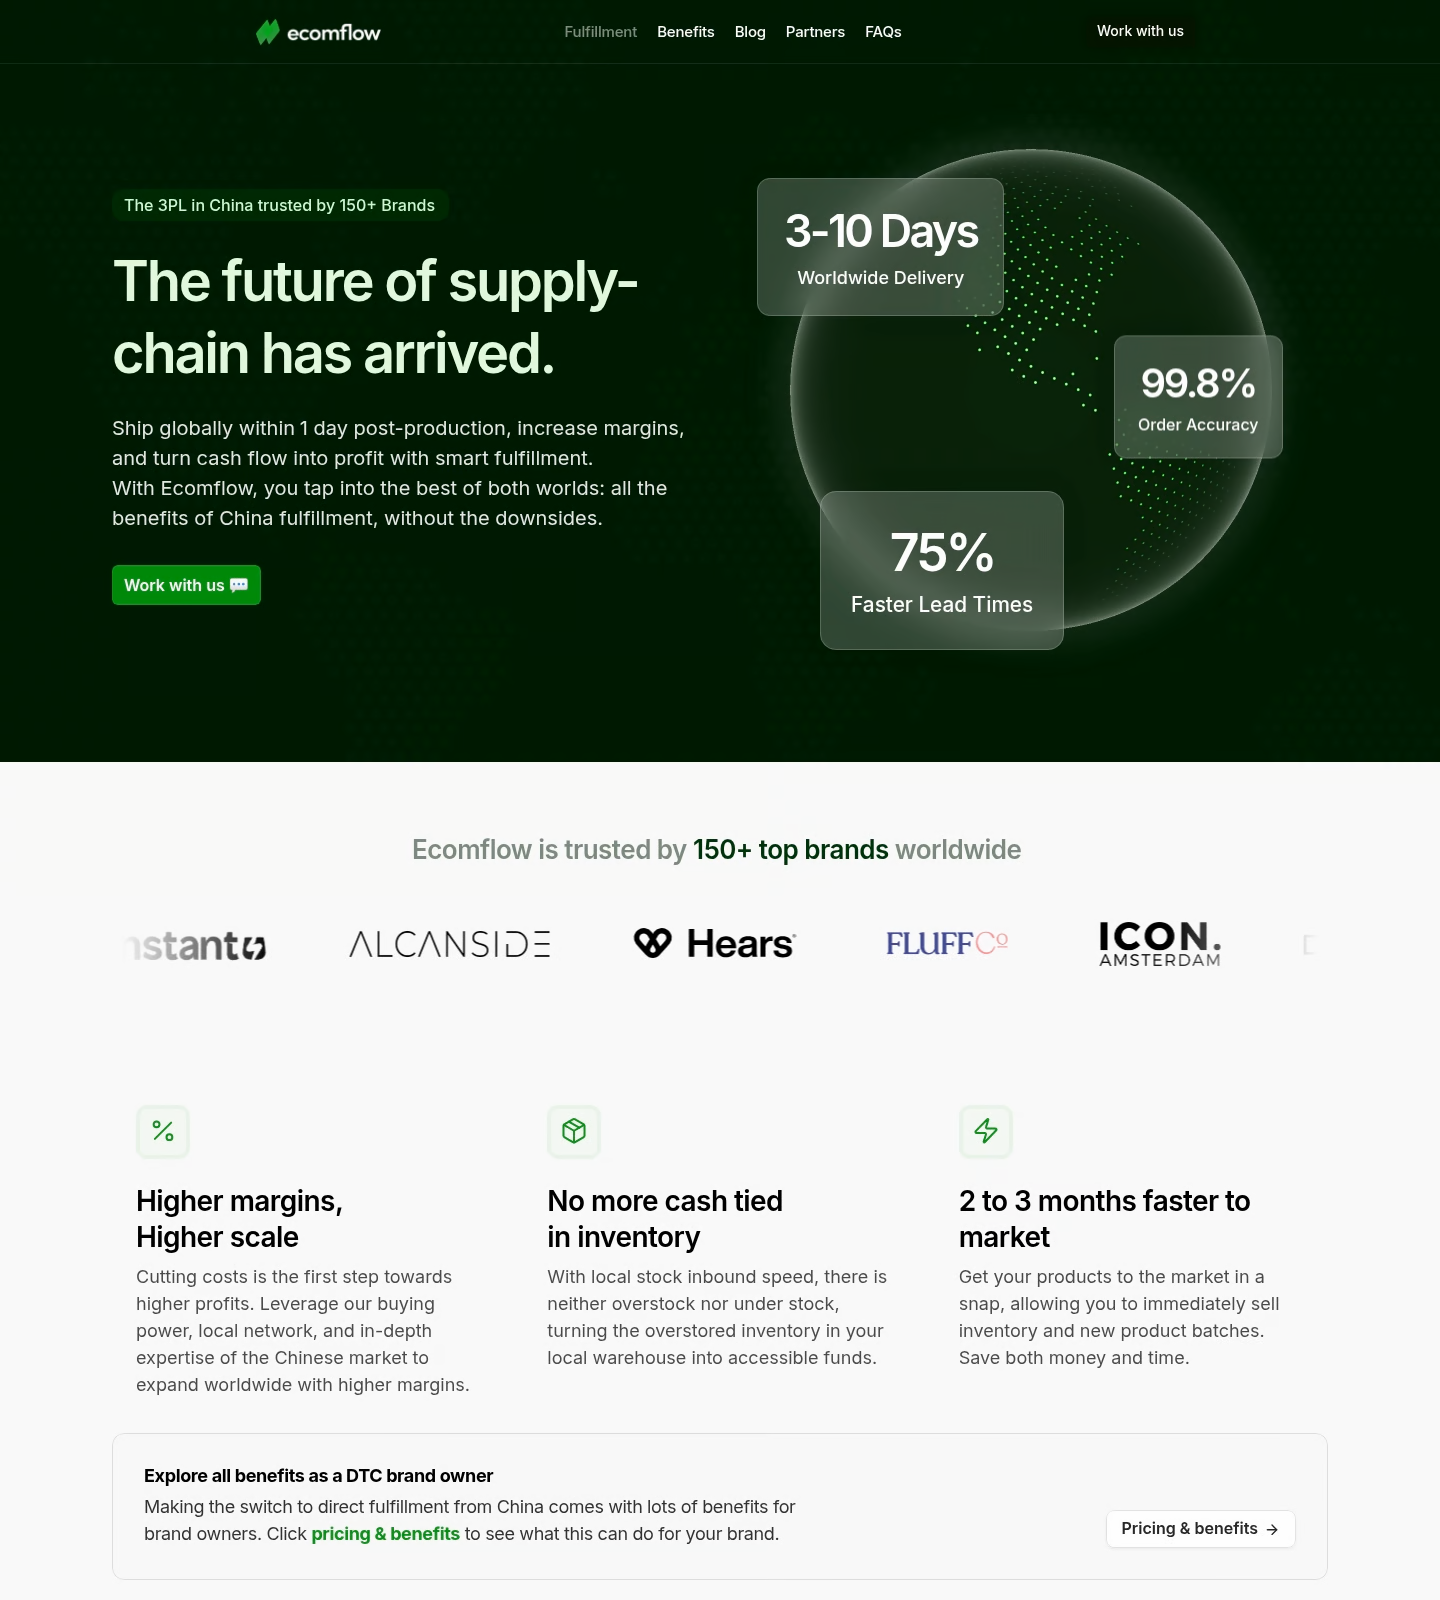 ecomflow
Fulfillment
Benefits
Blog
Partners
FAQs
Work with us
The 3PL in China trusted by 150+ Brands
The future of supply-
chain has arrived.
Ship globally within 1 day post-production, increase margins,
and turn cash flow into profit with smart fulfillment.
With Ecomflow, you tap into the best of both worlds: all the
benefits of China fulfillment, without the downsides.
Work with us 💬
3-10 Days
Worldwide Delivery
99.8%
Order Accuracy
75%
Faster Lead Times
Ecomflow is trusted by 150+ top brands worldwide
ALCANSIDE
Hears
FLUFFCo
ICON.
AMSTERDAM
Higher margins,
Higher scale
Cutting costs is the first step towards
higher profits. Leverage our buying
power, local network, and in-depth
expertise of the Chinese market to
expand worldwide with higher margins.
No more cash tied
in inventory
With local stock inbound speed, there is
neither overstock nor under stock,
turning the overstored inventory in your
local warehouse into accessible funds.
2 to 3 months faster to
market
Get your products to the market in a
snap, allowing you to immediately sell
inventory and new product batches.
Save both money and time.
Explore all benefits as a DTC brand owner
Making the switch to direct fulfillment from China comes with lots of benefits for
brand owners. Click pricing & benefits to see what this can do for your brand.
Pricing & benefits →